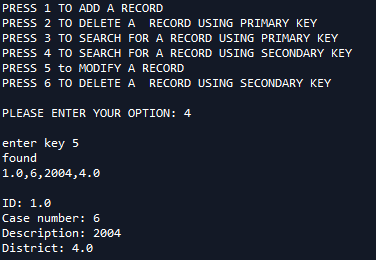 PRESS 1 TO ADD A RECORD
PRESS 2 TO DELETE A  RECORD USING PRIMARY KEY
PRESS 3 TO SEARCH FOR A RECORD USING PRIMARY KEY
PRESS 4 TO SEARCH FOR A RECORD USING SECONDARY KEY
PRESS 5 to MODIFY A RECORD
PRESS 6 TO DELETE A  RECORD USING SECONDARY KEY
PLEASE ENTER YOUR OPTION: 4
enter key 5
found
1.0,6,2004,4.0
ID: 1.0
Case number: 6
Description: 2004
District: 4.0